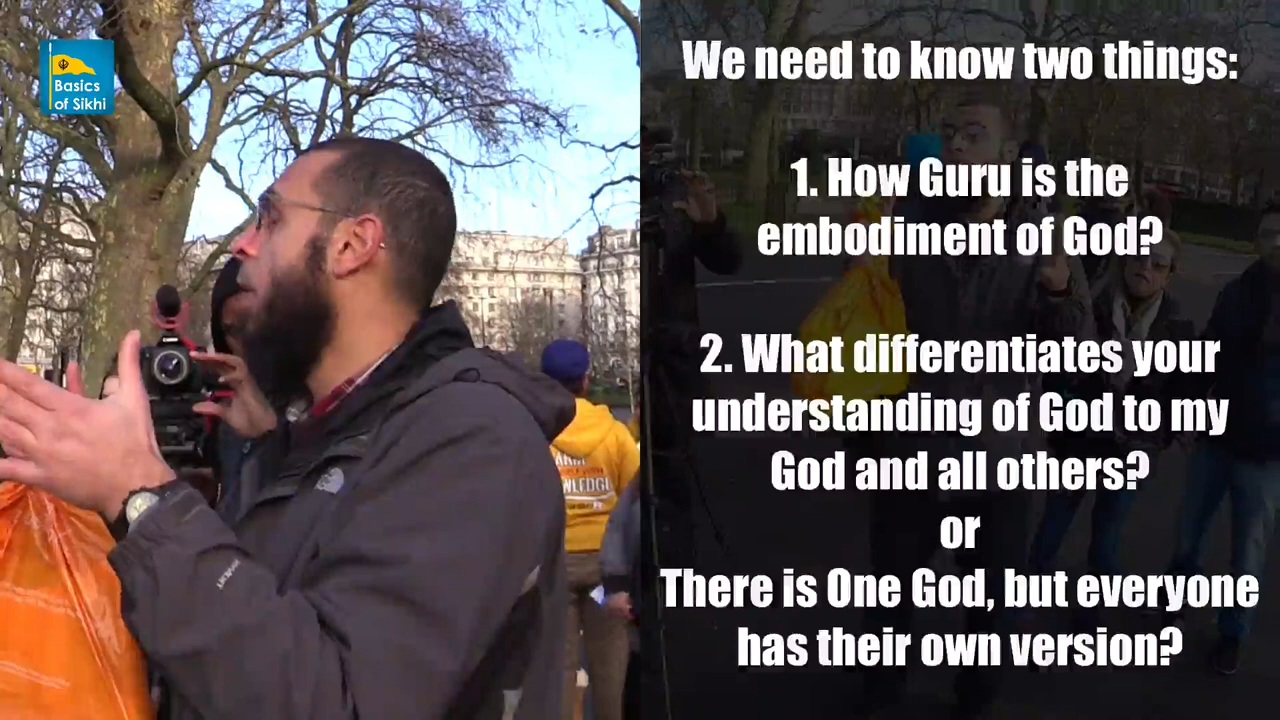 Basics
of Sikhi
We need to know two things:
1. How Guru is the
embodiment of God?
2. What differentiates your
understanding of God to my
God and all others?
or
There is One God, but everyone
has their own version?
WLEDGE